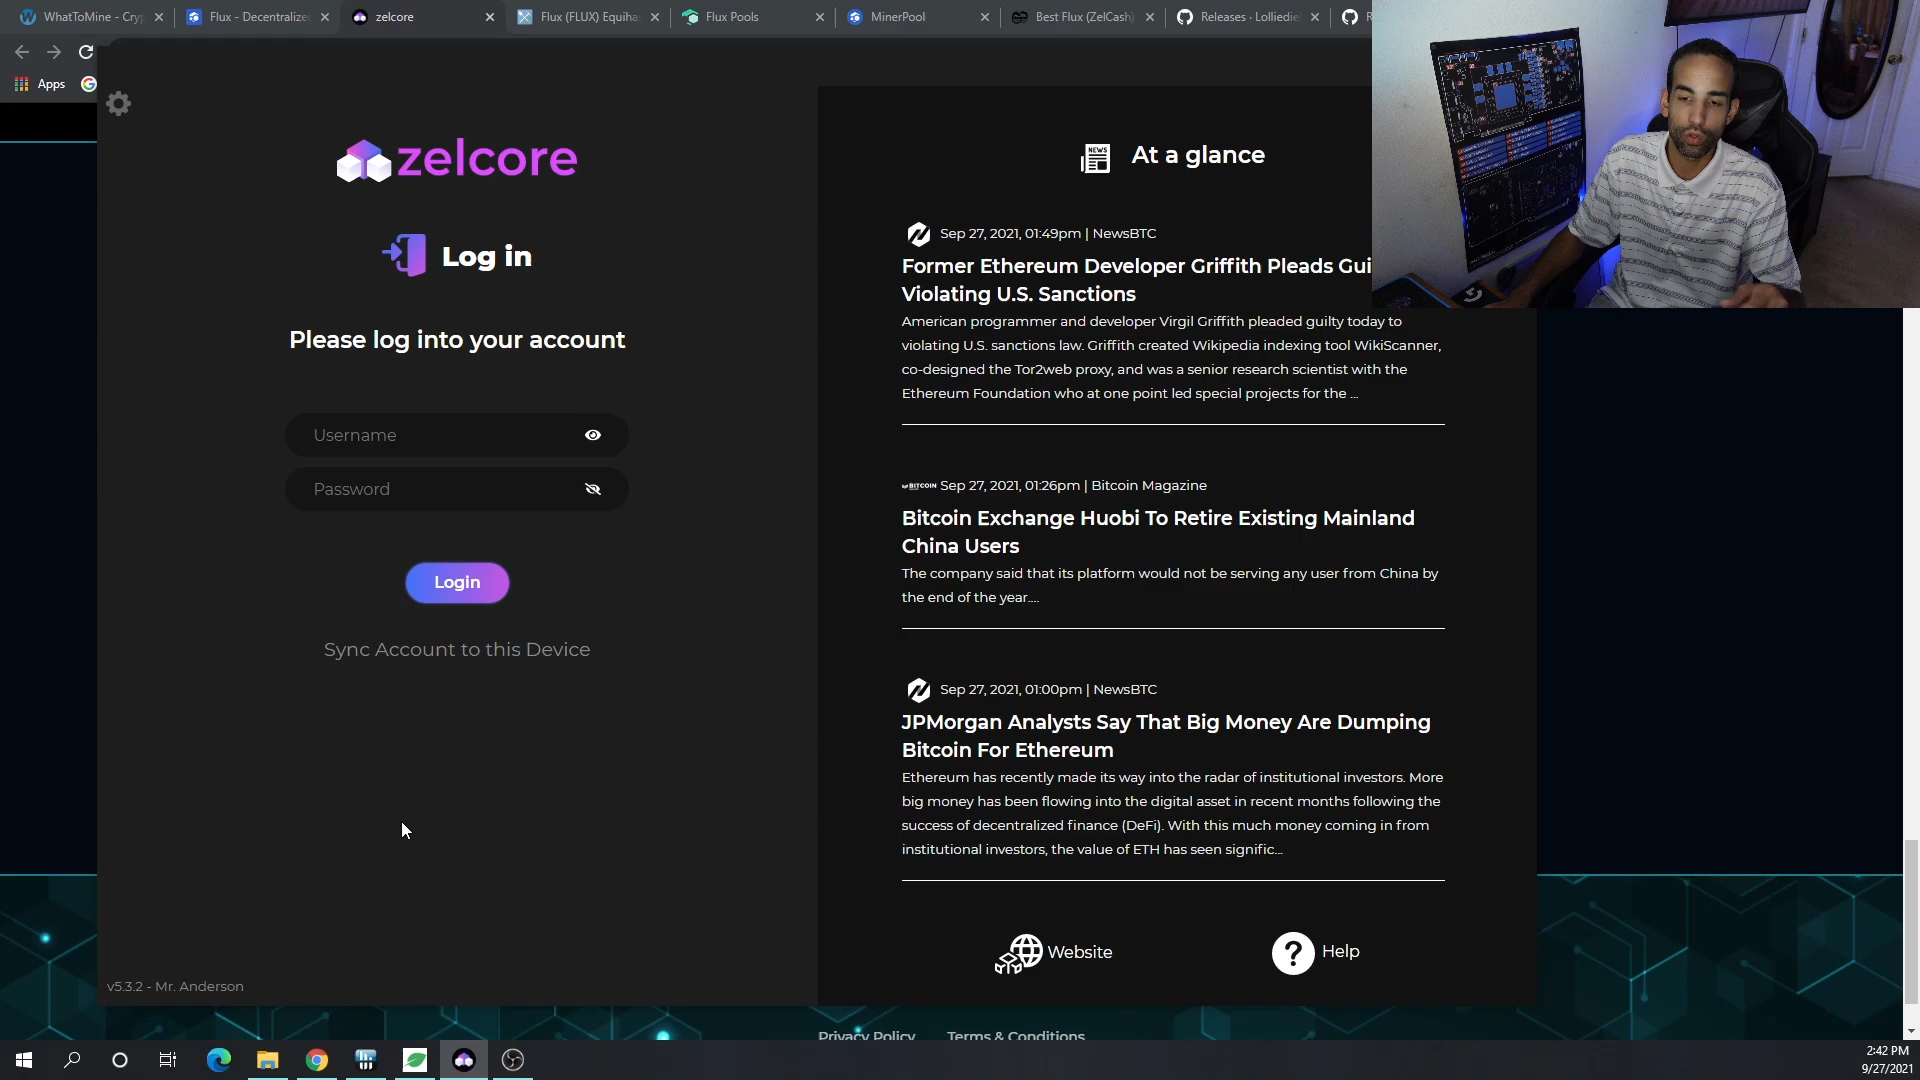 WhatToMine - Cryp
Flux - Decentralized
zelcore
Flux (FLUX) Equihas
Flux Pools
MinerPool
Best Flux (ZelCash)
Releases · Lolliedie
Apps
zelcore
Log in
Please log into your account
Username
Password
Login
Sync Account to this Device
v5.3.2 - Mr. Anderson
NEWS
At a glance
Sep 27, 2021, 01:49pm | NewsBTC
Former Ethereum Developer Griffith Pleads Gui
Violating U.S. Sanctions
American programmer and developer Virgil Griffith pleaded guilty today to
violating U.S. sanctions law. Griffith created Wikipedia indexing tool WikiScanner,
co-designed the Tor2web proxy, and was a senior research scientist with the
Ethereum Foundation who at one point led special projects for the ...
BITCOIN Sep 27, 2021, 01:26pm | Bitcoin Magazine
Bitcoin Exchange Huobi To Retire Existing Mainland
China Users
The company said that its platform would not be serving any user from China by
the end of the year....
Sep 27, 2021, 01:00pm | NewsBTC
JPMorgan Analysts Say That Big Money Are Dumping
Bitcoin For Ethereum
Ethereum has recently made its way into the radar of institutional investors. More
big money has been flowing into the digital asset in recent months following the
success of decentralized finance (DeFi). With this much money coming in from
institutional investors, the value of ETH has seen signific...
Website
Help
Privacy Policy
Terms & Conditions
2:42 PM
9/27/2021